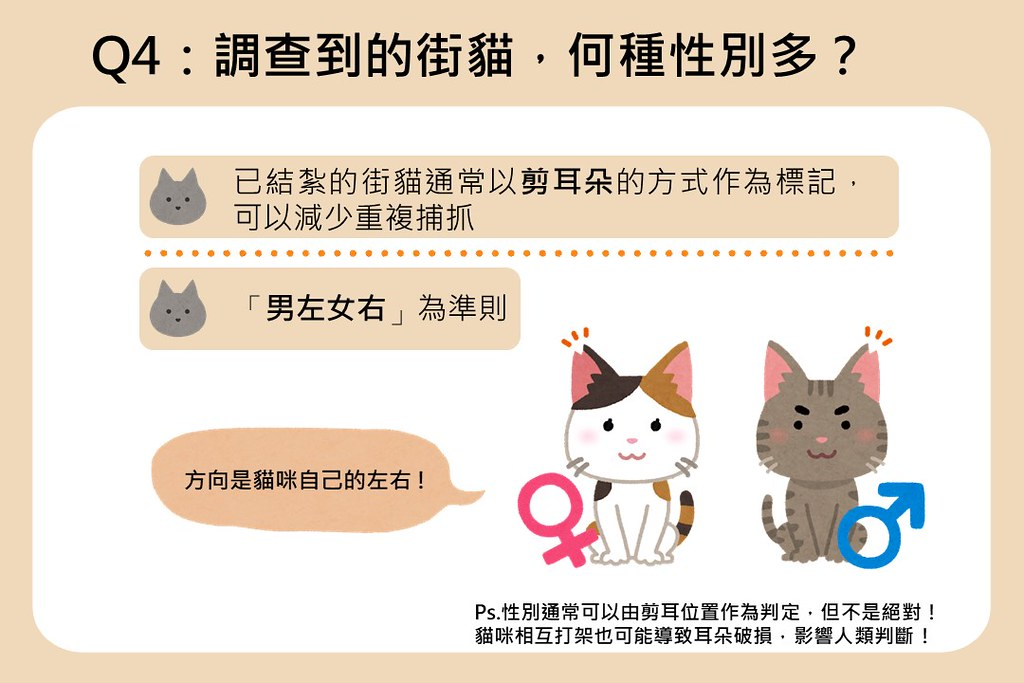 Q4：調查到的街貓，何種性別多？
已結紮的街貓通常以剪耳朵的方式作為標記，
可以減少重複捕抓
「男左女右」為準則
方向是貓咪自己的左右！
Ps.性別通常可以由剪耳位置作為判定，但不是絕對！
貓咪相互打架也可能導致耳朵破損，影響人類判斷！